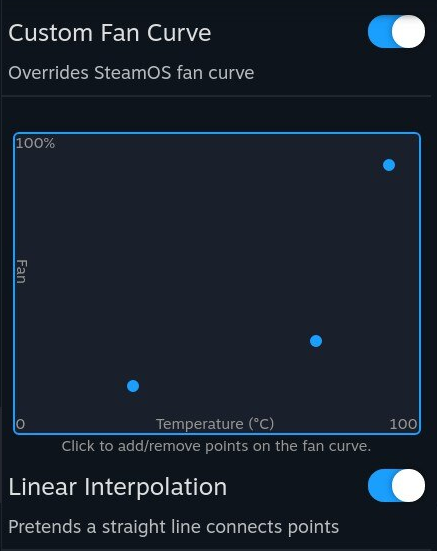 Custom Fan Curve
Overrides SteamOS fan curve
100%
Fan
0
Temperature (°C)
100
Click to add/remove points on the fan curve.
Linear Interpolation
Pretends a straight line connects points